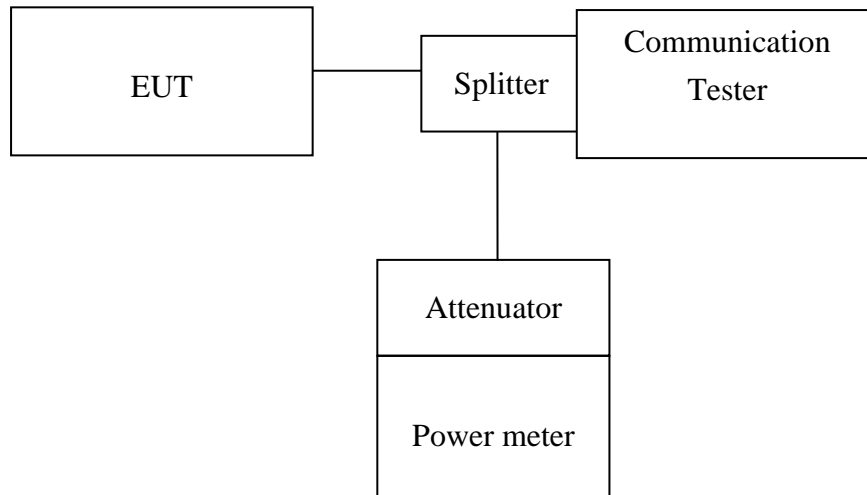 EUT
Splitter
Communication
Tester
Attenuator
Power meter